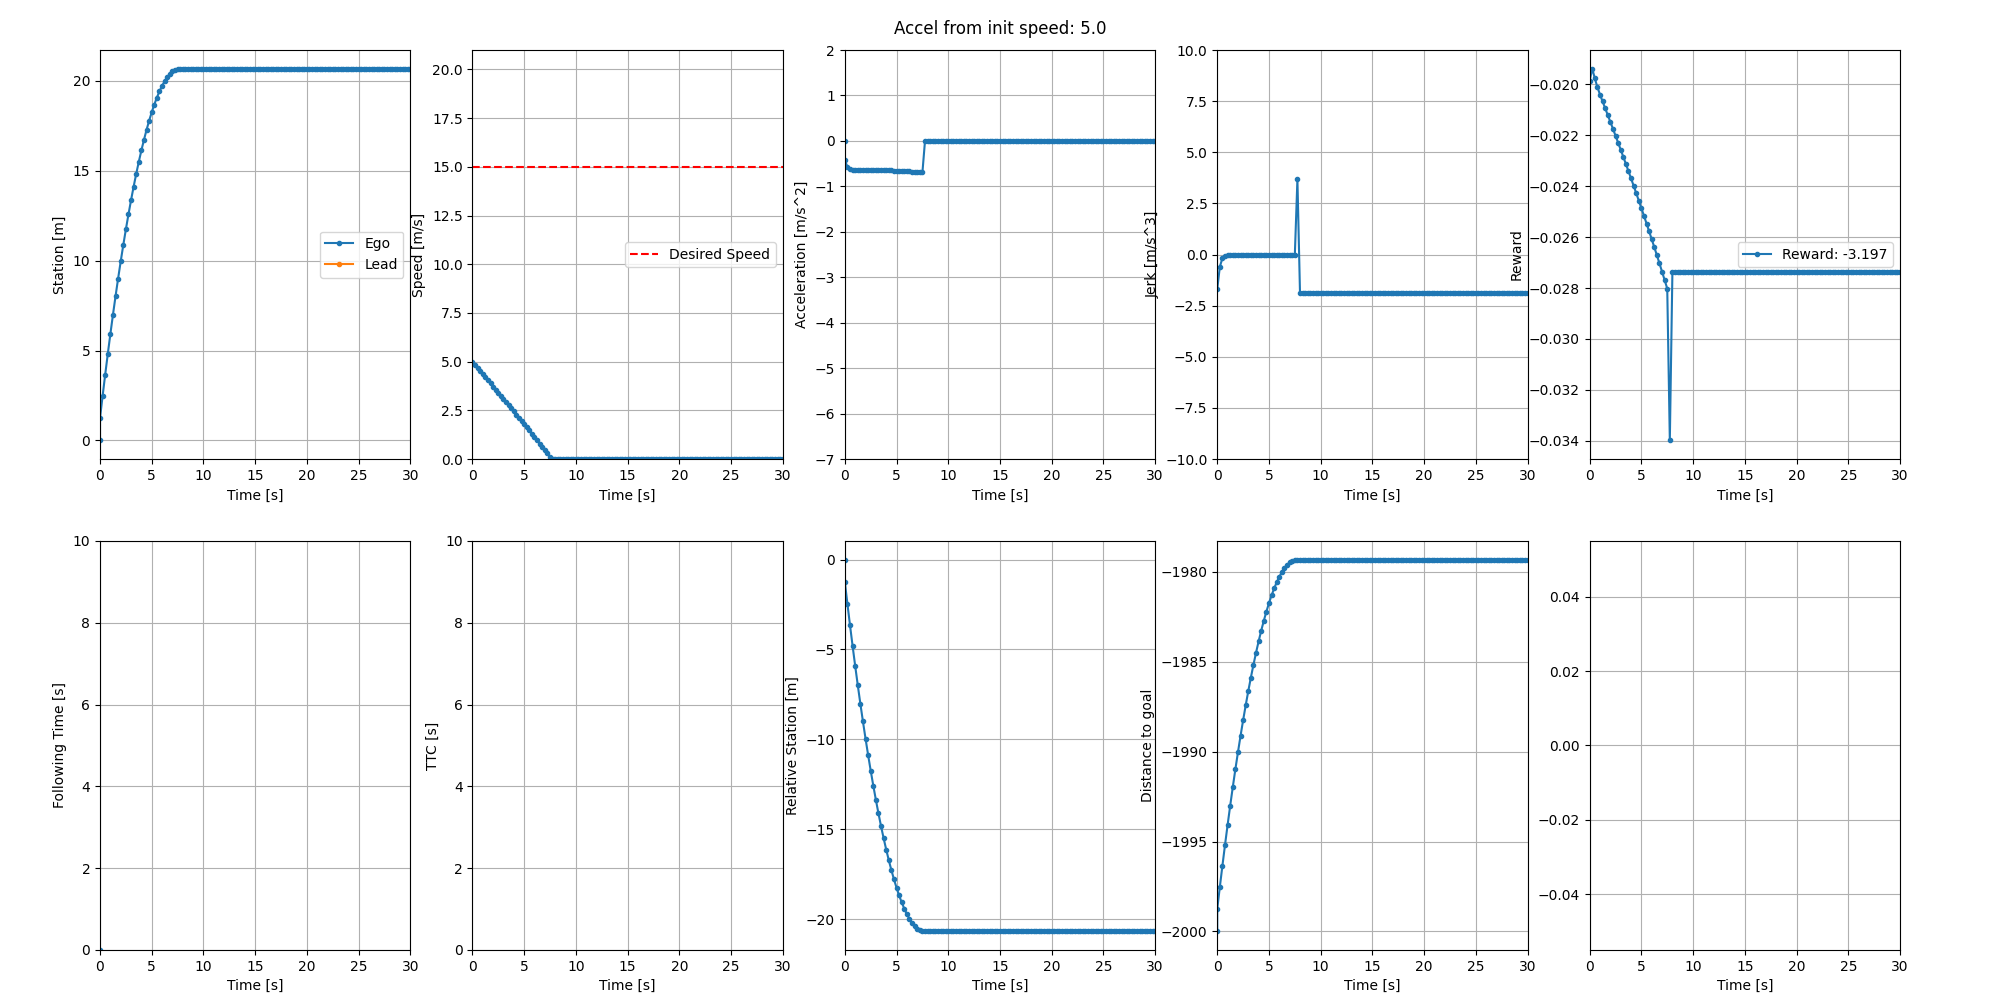 Accel from init speed: 5.0
Station [m]
20
15
10
5
0
Ego
Lead
0 5 10 15 20 25 30
Time [s]
Speed [m/s]
20.0
17.5
15.0
12.5
10.0
7.5
5.0
2.5
0.0
Desired Speed
0 5 10 15 20 25 30
Time [s]
Acceleration [m/s^2]
2
1
0
−1
−2
−3
−4
−5
−6
−7
0 5 10 15 20 25 30
Time [s]
Jerk [m/s^3]
10.0
7.5
5.0
2.5
0.0
−2.5
−5.0
−7.5
−10.0
0 5 10 15 20 25 30
Time [s]
Reward
−0.020
−0.022
−0.024
−0.026
−0.028
−0.030
−0.032
−0.034
Reward: -3.197
0 5 10 15 20 25 30
Time [s]
Following Time [s]
10
8
6
4
2
0
0 5 10 15 20 25 30
Time [s]
TTC [s]
10
8
6
4
2
0
0 5 10 15 20 25 30
Time [s]
Relative Station [m]
0
−5
−10
−15
−20
0 5 10 15 20 25 30
Time [s]
Distance to goal
−1980
−1985
−1990
−1995
−2000
0 5 10 15 20 25 30
Time [s]
0.04
0.02
0.00
−0.02
−0.04
0 5 10 15 20 25 30
Time [s]